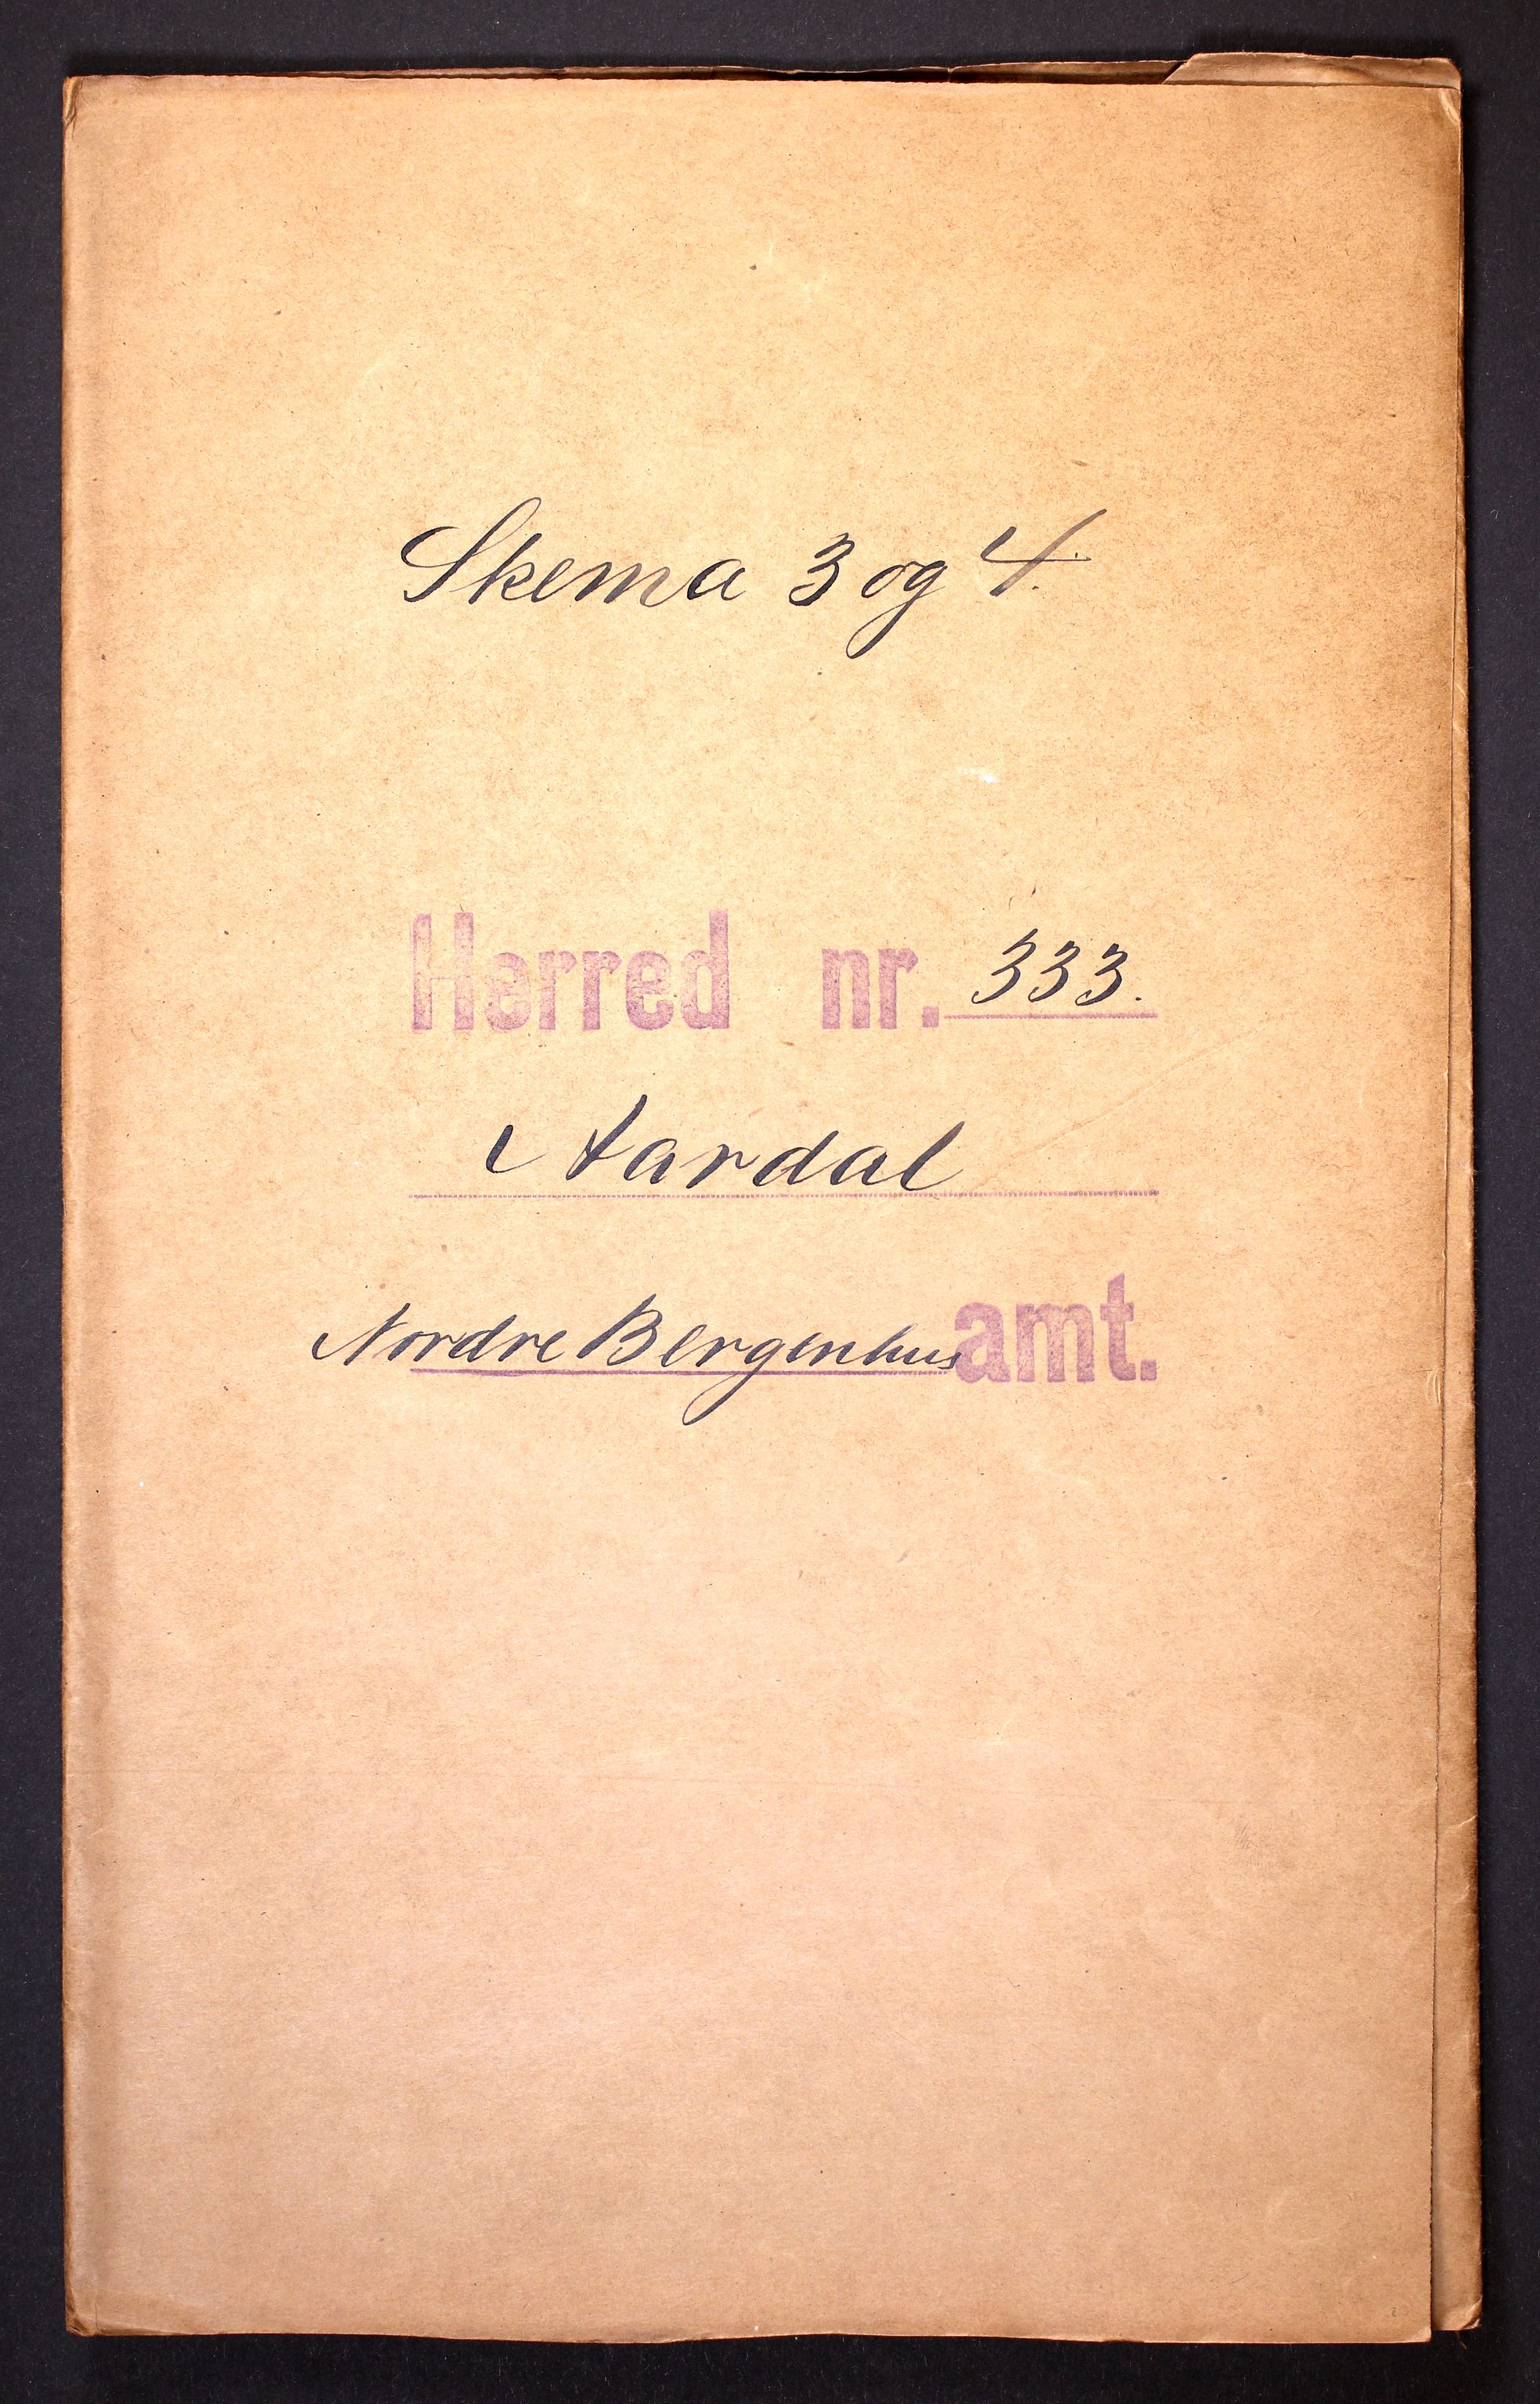 Skema 3 og 4.
Herred nr. 333.
Aardal
Nordre Bergenhus amt.